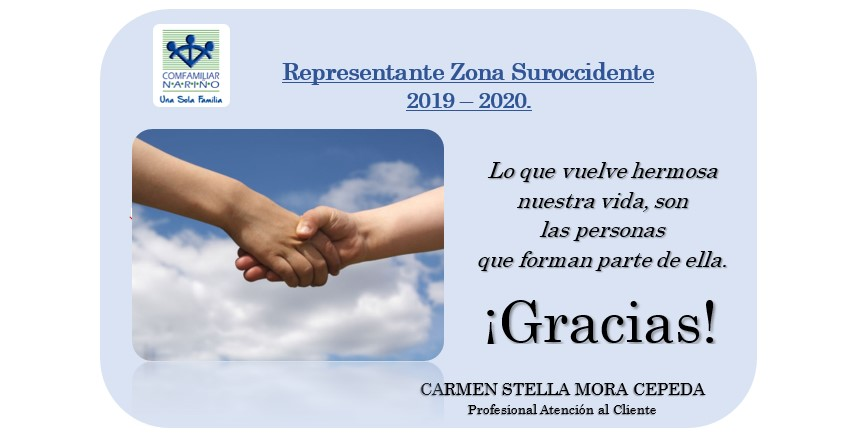 COMFAMILIAR
NARIÑO
Una Sola Familia
Representante Zona Suroccidente
2019 – 2020.
Lo que vuelve hermosa
nuestra vida, son
las personas
que forman parte de ella.
¡Gracias!
CARMEN STELLA MORA CEPEDA
Profesional Atención al Cliente